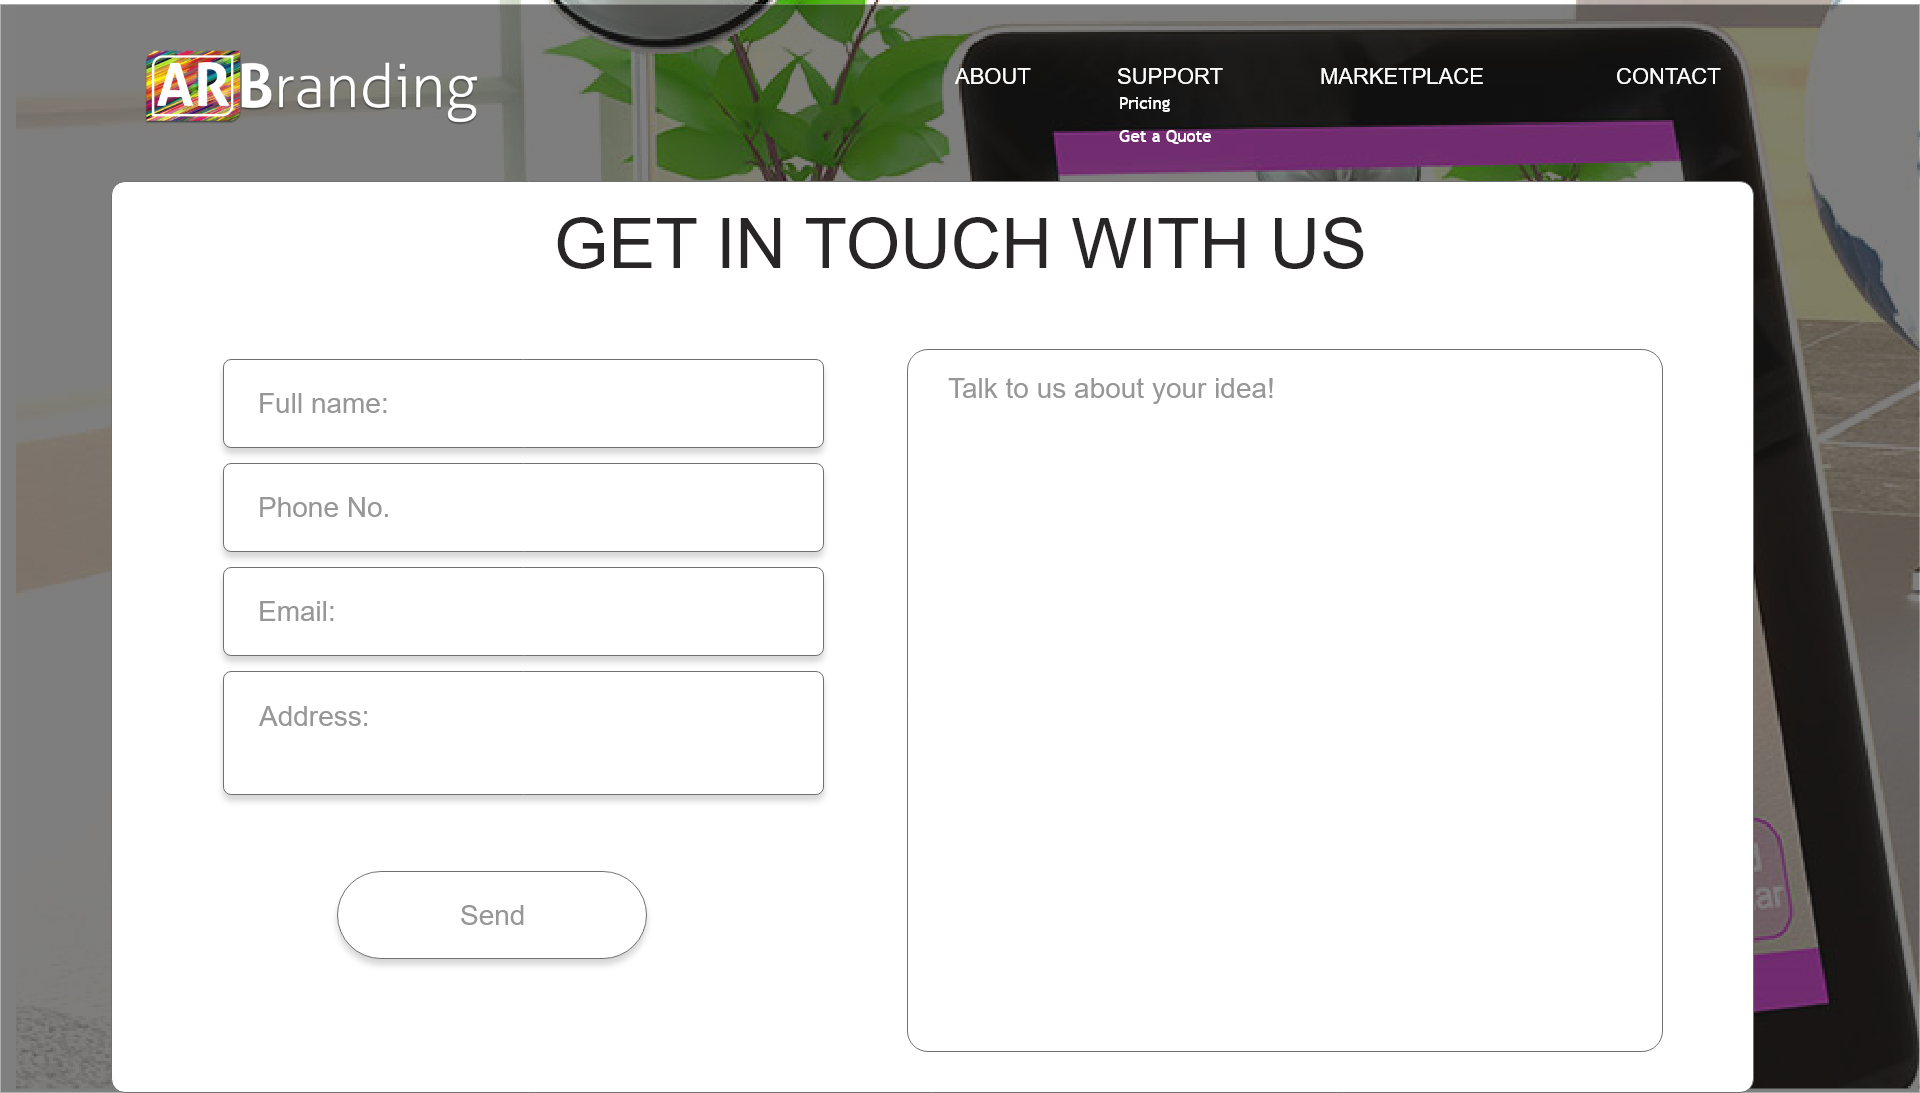 ARBranding
ABOUT SUPPORT MARKETPLACE CONTACT
Pricing
Get a Quote
GET IN TOUCH WITH US
Full name:
Phone No.
Email:
Address:
Send
Talk to us about your idea!